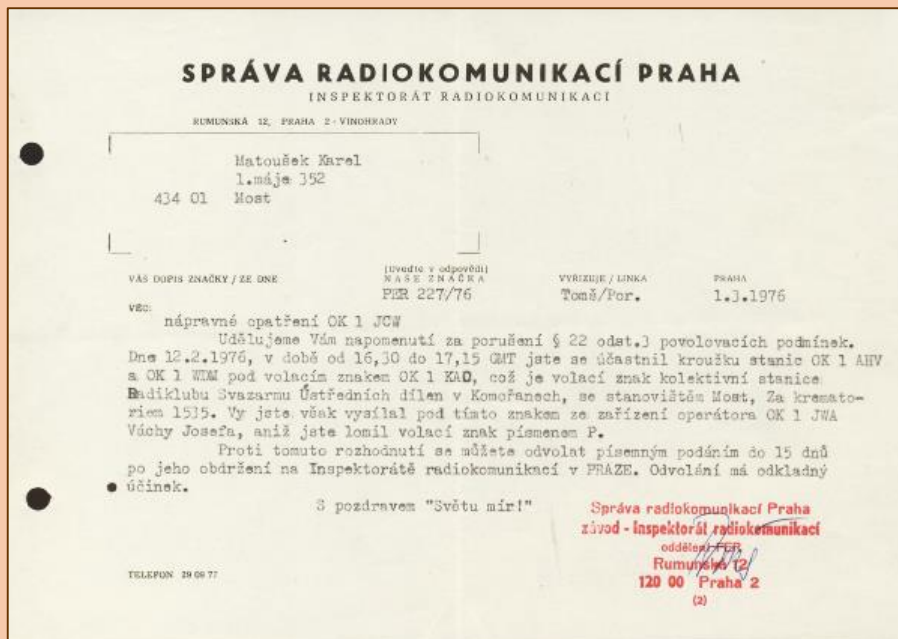 SPRÁVA RADIOKOMUNIKACÍ PRAHA
INSPEKTORÁT RADIOKOMUNIKACÍ
RUMUNSKÁ 12, PRAHA 2 - VINOHRADY
Matoušek Karel
1.máje 352
434 01 Most
VÁŠ DOPIS ZNAČKY / ZE DNE
(Uveďte v odpovědi)
NAŠE ZNAČKA
VYŘIZUJE / LINKA
PRAHA
PER 227/76
Tomš/Por.
1.3.1976
VĚC:
nápravné opatření OK 1 JCW
Udělujeme Vám napomenutí za porušení § 22 odst.3 povolovacích podmínek.
Dne 12.2.1976, v době od 16,30 do 17,15 GMT jste se účastnil kroužku stanic OK 1 AHV
a OK 1 WDM pod volacím znakem OK 1 KAO, což je volací znak kolektivní stanice
Radiklubu Svazarmu Ústředních dílen v Komořanech, se stanovištěm Most, Za kremato-
riem 1535. Vy jste však vysílal pod tímto znakem ze zařízení operátora OK 1 JWA
Váchy Josefa, aniž jste lomil volací znak písmenem P.
Proti tomuto rozhodnutí se můžete odvolat písemným podáním do 15 dnů
po jeho obdržení na Inspektorátě radiokomunikací v PRAZE. Odvolání má odkladný
účinek.
S pozdravem "Světu mír!"
Správa radiokomunikací Praha
závod - inspektorát radiokomunikací
oddělení PER
Rumunská 12
120 00 Praha 2
(2)
TELEFON 29 09 77